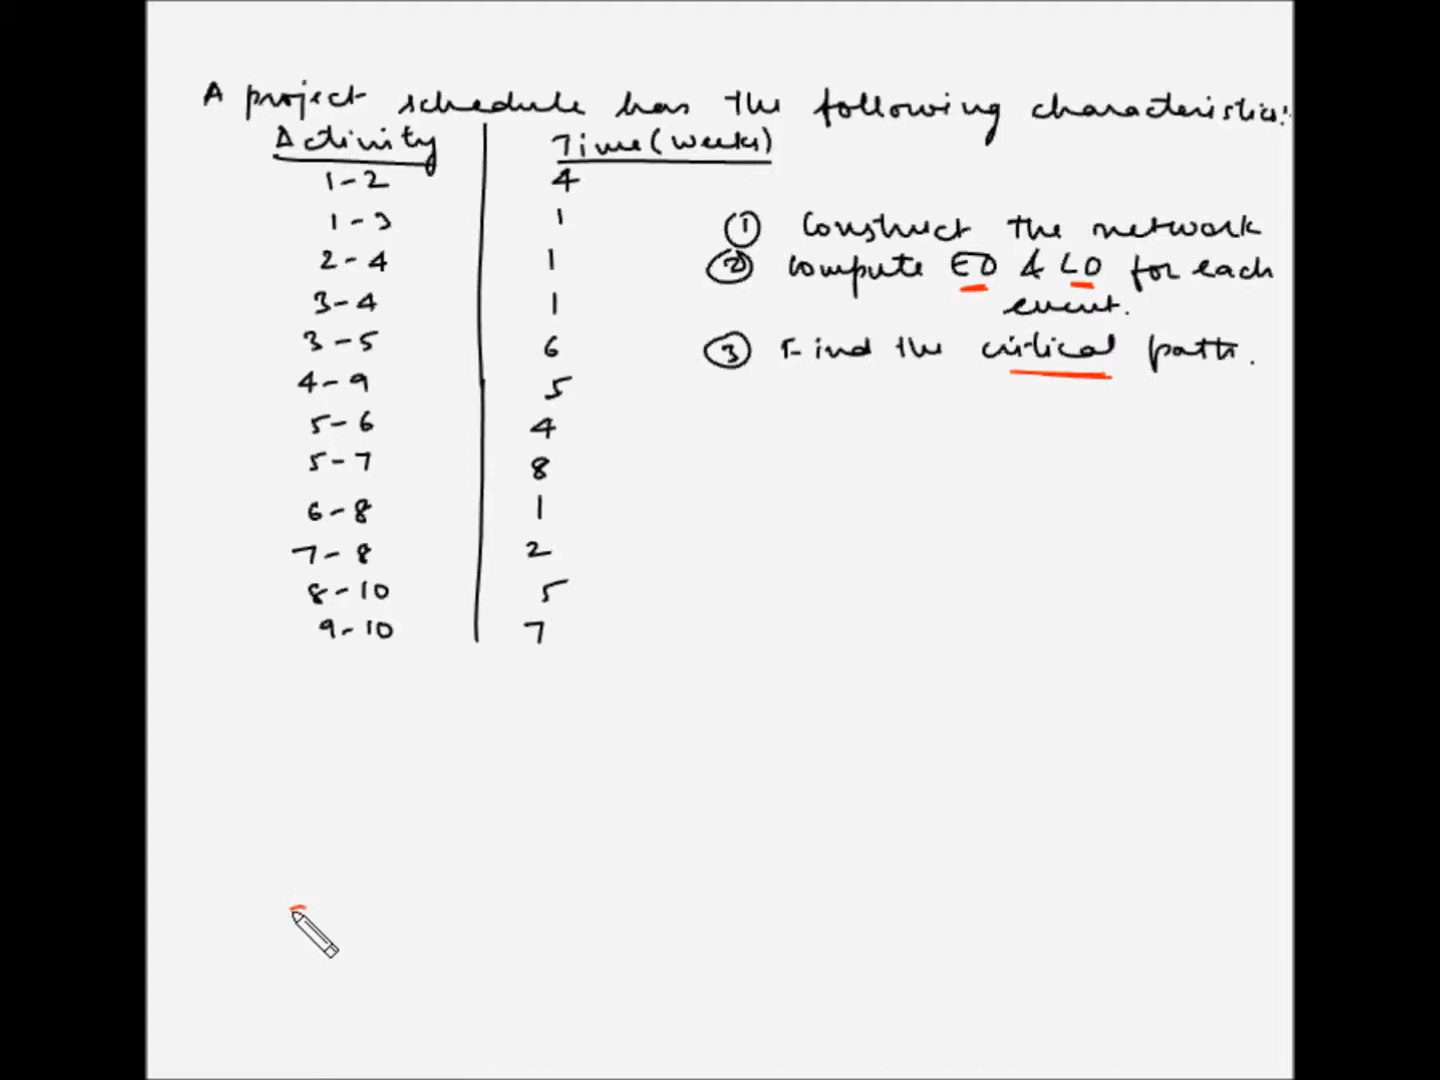 A project schedule has the following characteristics:
Activity Time (weeks)
1-2 4
1-3 1
2-4 1
3-4 1
3-5 6
4-9 5
5-6 4
5-7 8
6-8 1
7-8 2
8-10 5
9-10 7
① Construct the network
② Compute EO & LO for each
event.
③ Find the critical path.